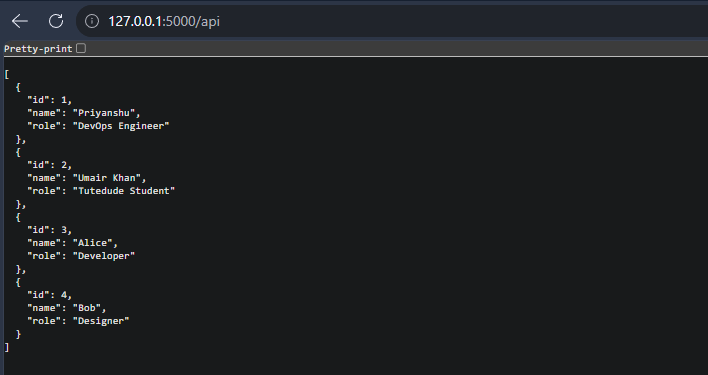 127.0.0.1:5000/api
Pretty-print
[
  {
    "id": 1,
    "name": "Priyanshu",
    "role": "DevOps Engineer"
  },
  {
    "id": 2,
    "name": "Umair Khan",
    "role": "Tutedude Student"
  },
  {
    "id": 3,
    "name": "Alice",
    "role": "Developer"
  },
  {
    "id": 4,
    "name": "Bob",
    "role": "Designer"
  }
]